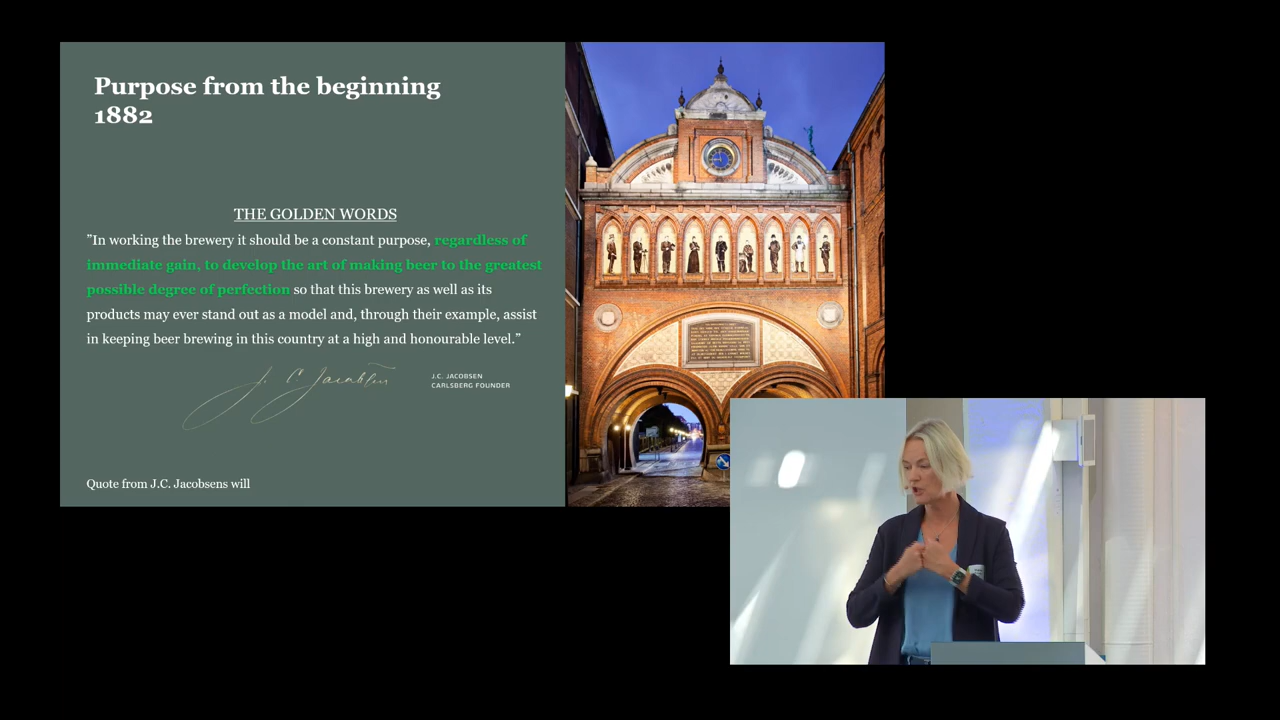 Purpose from the beginning
1882
THE GOLDEN WORDS
”In working the brewery it should be a constant purpose, regardless of
immediate gain, to develop the art of making beer to the greatest
possible degree of perfection so that this brewery as well as its
products may ever stand out as a model and, through their example, assist
in keeping beer brewing in this country at a high and honourable level.”
J. C. Jacobsen
J.C. JACOBSEN
CARLSBERG FOUNDER
Quote from J.C. Jacobsens will